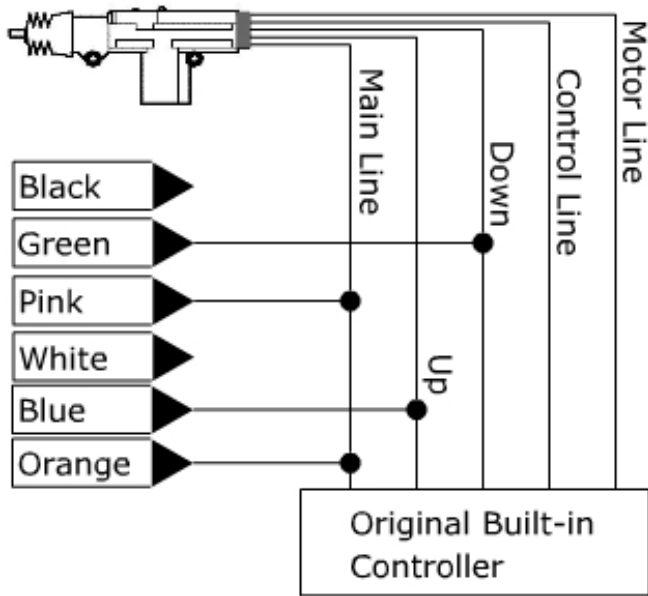 Motor Line
Control Line
Down
Main Line
Up
Black
Green
Pink
White
Blue
Orange
Original Built-in
Controller